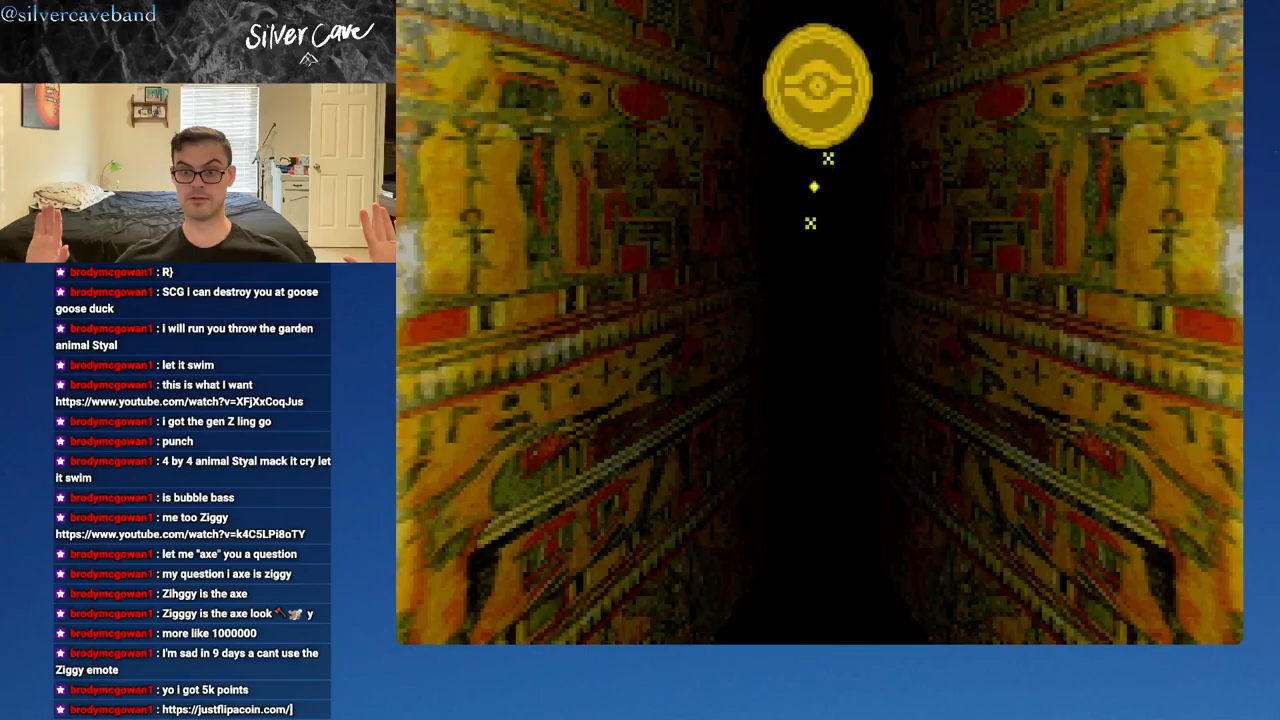 @silvercaveband
Silver Cave
brodymcgowan1 : R}
brodymcgowan1 : SCG I can destroy you at goose
goose duck
brodymcgowan1 : i will run you throw the garden
animal Styal
brodymcgowan1 : let it swim
brodymcgowan1 : this is what I want
https://www.youtube.com/watch?v=XFjXxCoqJus
brodymcgowan1 : i got the gen Z ling go
brodymcgowan1 : punch
brodymcgowan1 : 4 by 4 animal Styal mack it cry let
it swim
brodymcgowan1 : is bubble bass
brodymcgowan1 : me too Ziggy
https://www.youtube.com/watch?v=k4C5LPi8oTY
brodymcgowan1 : let me "axe" you a question
brodymcgowan1 : my question i axe is ziggy
brodymcgowan1 : Zihggy is the axe
brodymcgowan1 : Zigggy is the axe look 🪓 y
brodymcgowan1 : more like 1000000
brodymcgowan1 : I'm sad in 9 days a cant use the
Ziggy emote
brodymcgowan1 : yo i got 5k points
brodymcgowan1 : https://justflipacoin.com/]